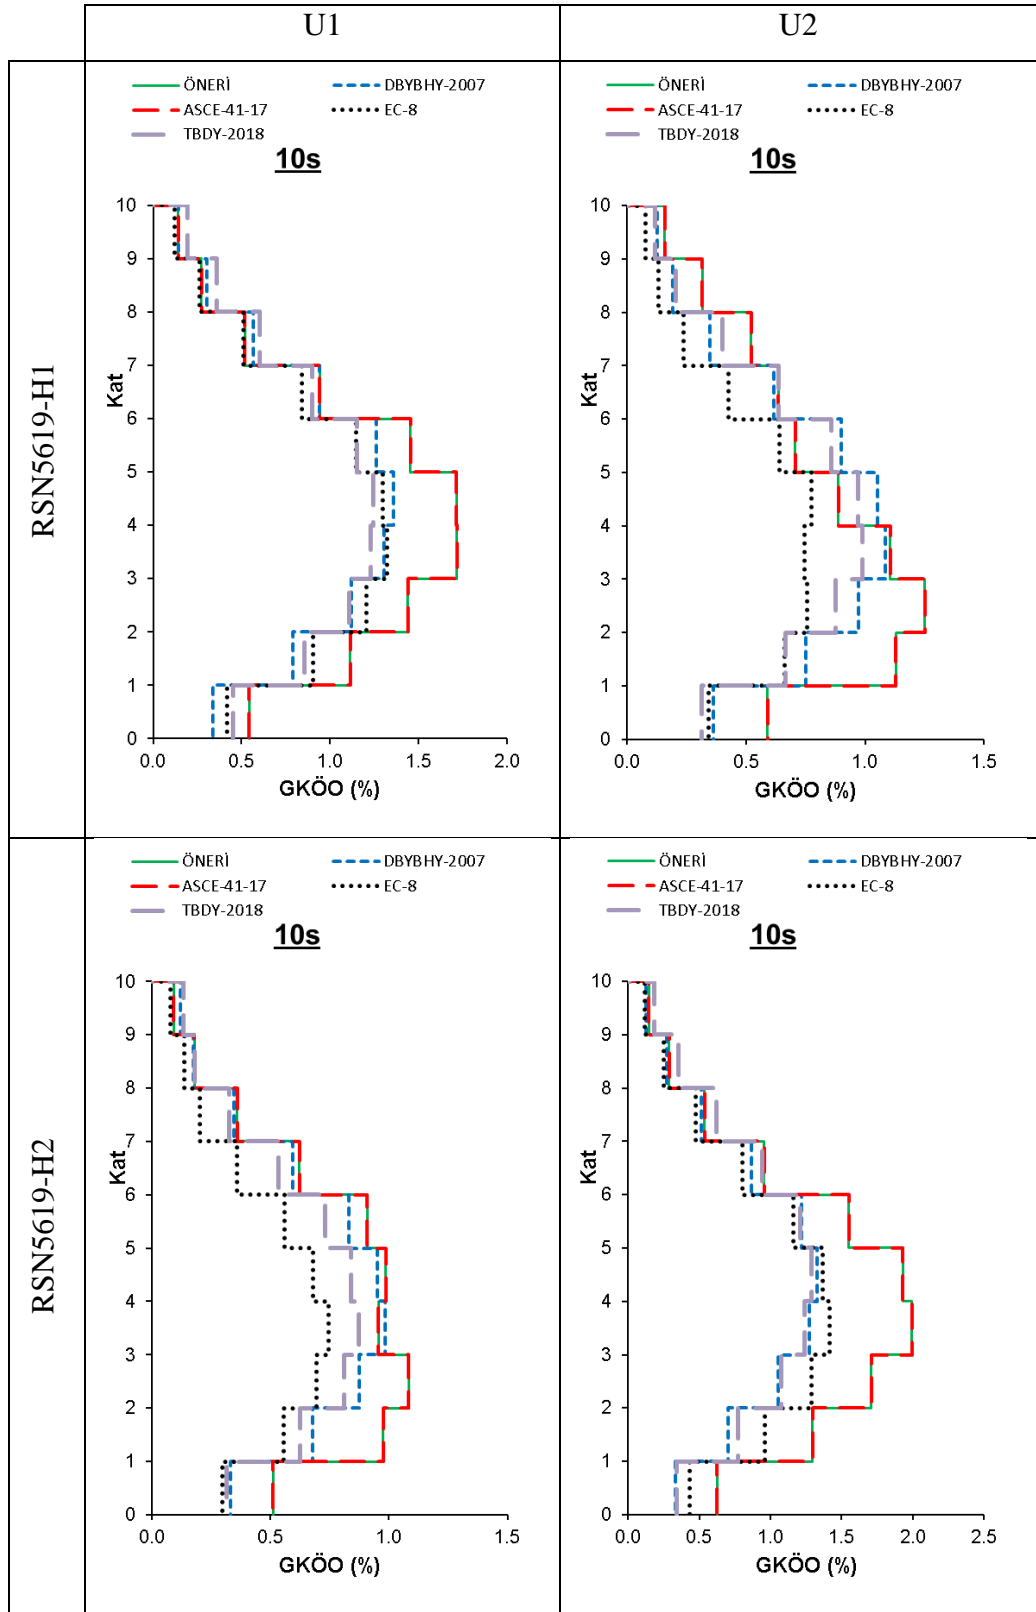 U1
U2
RSN5619-H1
ÖNERİ
DBYBHY-2007
ASCE-41-17
EC-8
TBDY-2018
10s
10
9
8
7
6
5
4
3
2
1
0
Kat
0.0 0.5 1.0 1.5 2.0
GKÖO (%)
ÖNERİ
DBYBHY-2007
ASCE-41-17
EC-8
TBDY-2018
10s
10
9
8
7
6
5
4
3
2
1
0
Kat
0.0 0.5 1.0 1.5
GKÖO (%)
RSN5619-H2
ÖNERİ
DBYBHY-2007
ASCE-41-17
EC-8
TBDY-2018
10s
10
9
8
7
6
5
4
3
2
1
0
Kat
0.0 0.5 1.0 1.5
GKÖO (%)
ÖNERİ
DBYBHY-2007
ASCE-41-17
EC-8
TBDY-2018
10s
10
9
8
7
6
5
4
3
2
1
0
Kat
0.0 0.5 1.0 1.5 2.0 2.5
GKÖO (%)